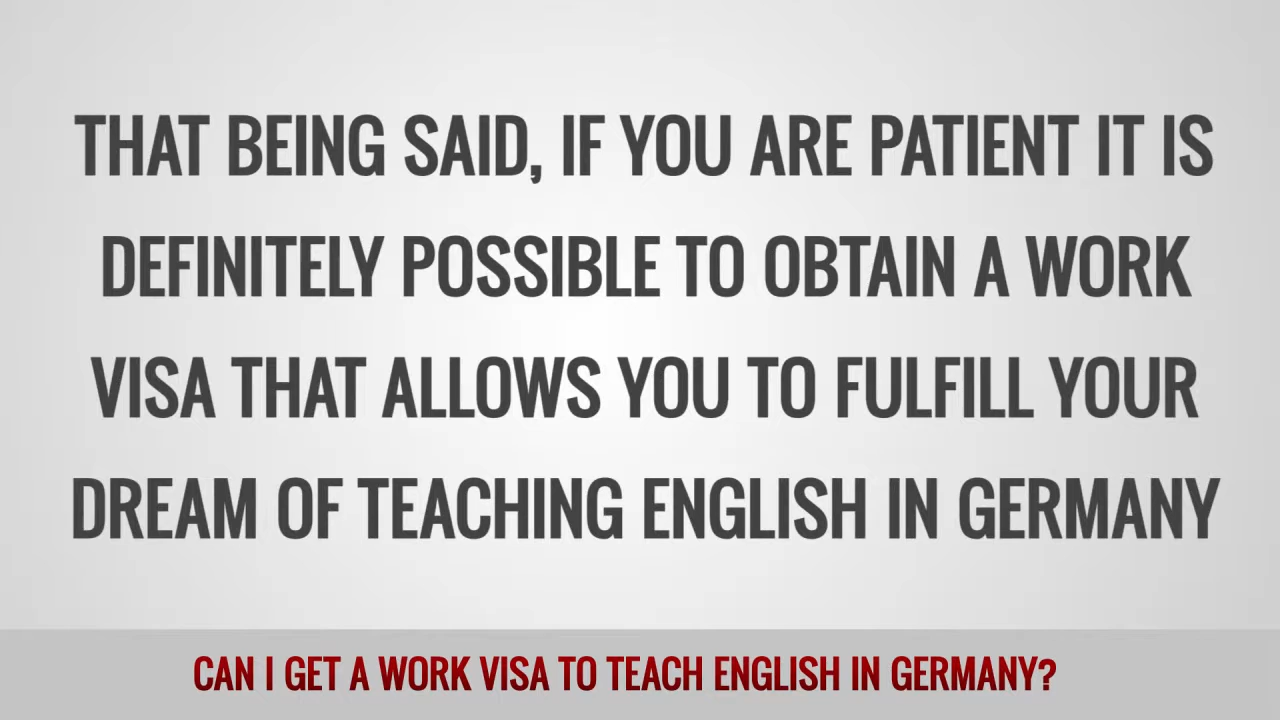 THAT BEING SAID, IF YOU ARE PATIENT IT IS
DEFINITELY POSSIBLE TO OBTAIN A WORK
VISA THAT ALLOWS YOU TO FULFILL YOUR
DREAM OF TEACHING ENGLISH IN GERMANY
CAN I GET A WORK VISA TO TEACH ENGLISH IN GERMANY?